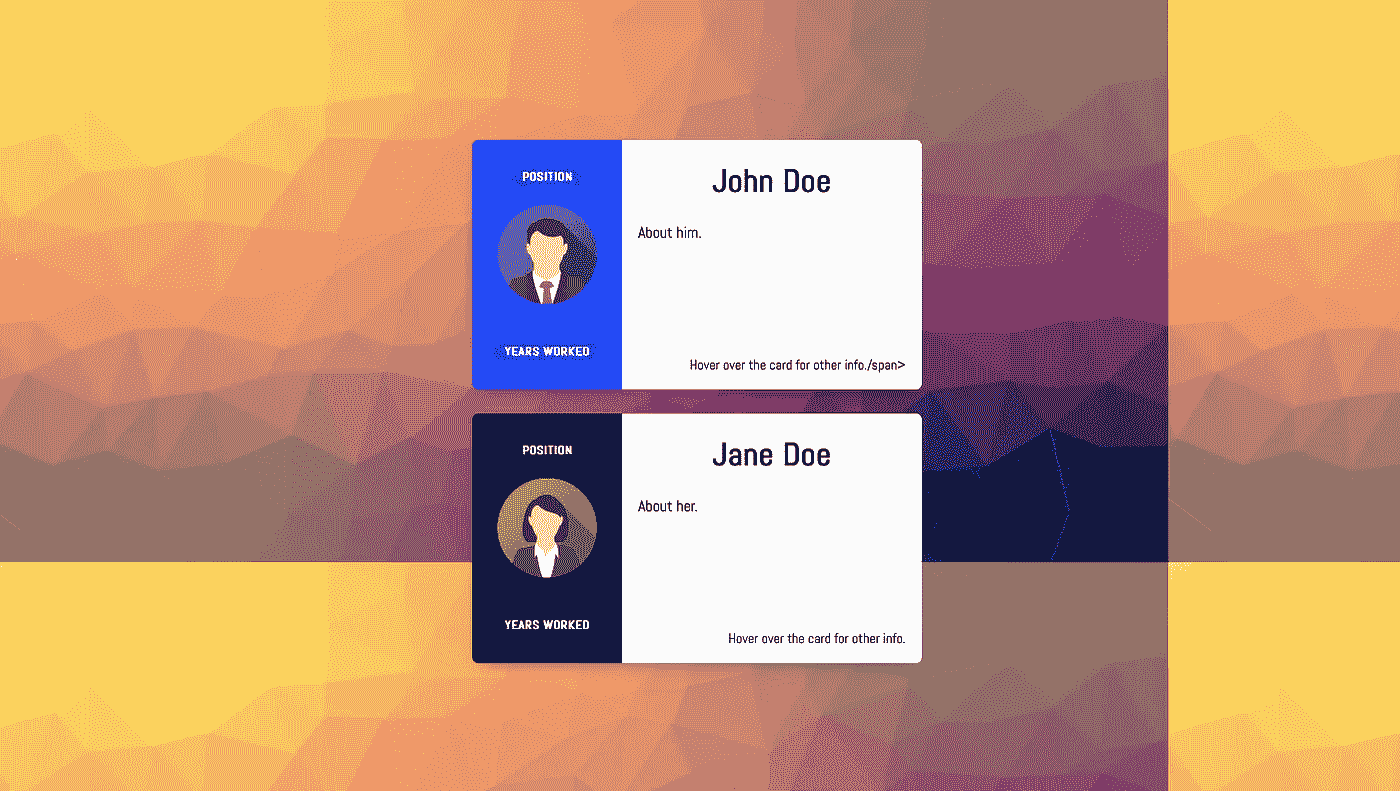 POSITION
John Doe
About him.
YEARS WORKED
Hover over the card for other info./span>
POSITION
Jane Doe
About her.
YEARS WORKED
Hover over the card for other info.